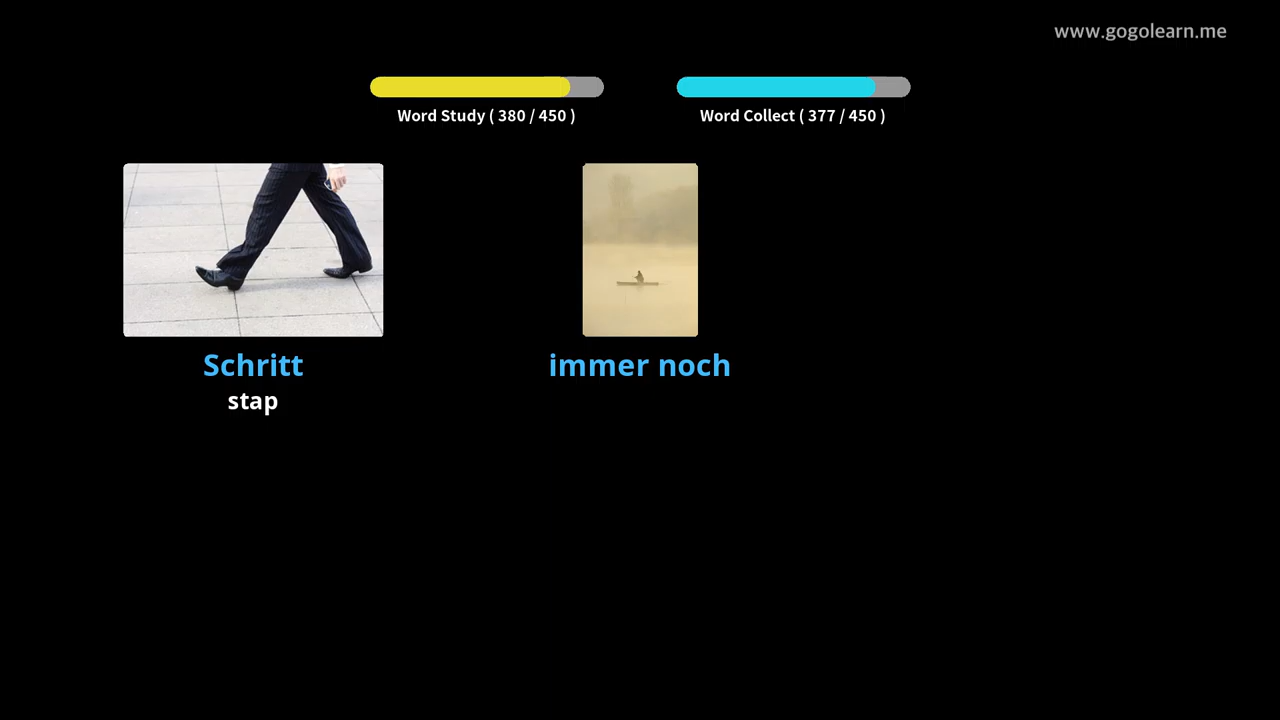 www.gogolearn.me
Word Study ( 380 / 450 )
Word Collect ( 377 / 450 )
Schritt
stap
immer noch